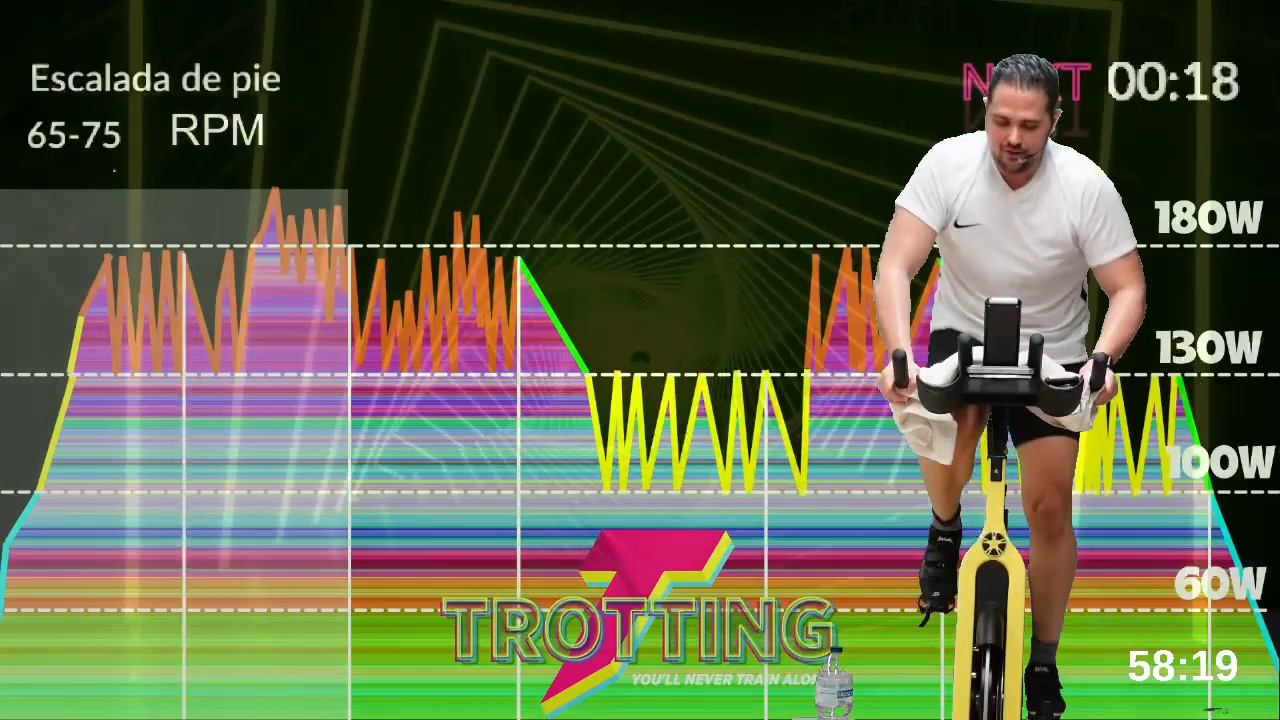 Escalada de pie
65-75 RPM
00:18
180W
130W
100W
60W
TROTTING
YOU'LL NEVER TRAIN
58:19